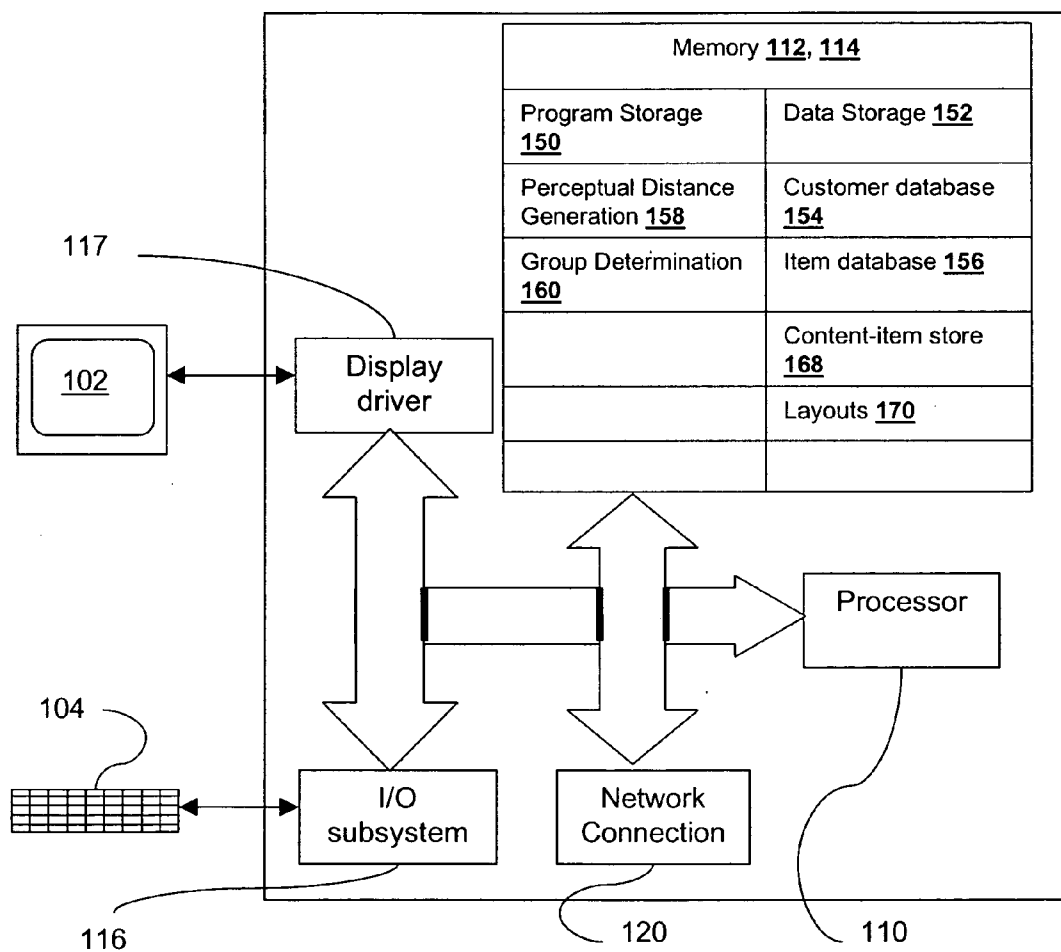 Memory 112, 114
Program Storage
150
Data Storage 152
Perceptual Distance
Generation 158
Customer database
154
Group Determination
160
Item database 156
Content-item store
168
Layouts 170
117
102
Display
driver
Processor
104
I/O
subsystem
Network
Connection
116
120
110